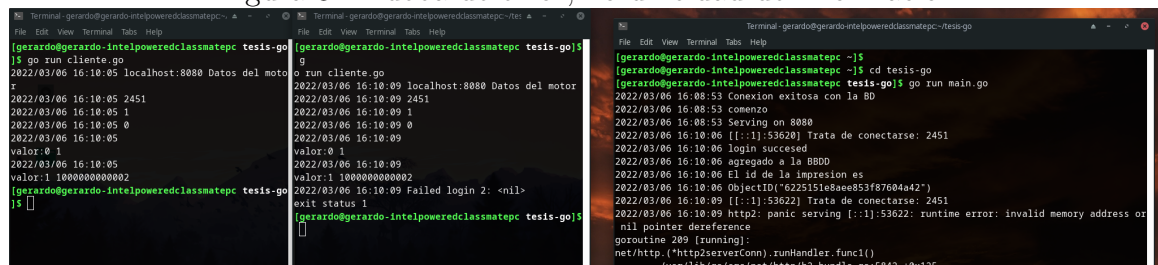 Terminal - gerardo@gerardo-intelpoweredclassmatepc:~
File Edit View Terminal Tabs Help
[gerardo@gerardo-intelpoweredclassmatepc tesis-go
]$ go run cliente.go
2022/03/06 16:10:05 localhost:8080 Datos del moto
r
2022/03/06 16:10:05 2451
2022/03/06 16:10:05 1
2022/03/06 16:10:05 0
2022/03/06 16:10:05
valor:0 1
2022/03/06 16:10:05
valor:1 1000000000002
[gerardo@gerardo-intelpoweredclassmatepc tesis-go
]$
Terminal - gerardo@gerardo-intelpoweredclassmatepc:~/tes
File Edit View Terminal Tabs Help
[gerardo@gerardo-intelpoweredclassmatepc tesis-go]$
g
o run cliente.go
2022/03/06 16:10:09 localhost:8080 Datos del motor
2022/03/06 16:10:09 2451
2022/03/06 16:10:09 1
2022/03/06 16:10:09 0
2022/03/06 16:10:09
valor:0 1
2022/03/06 16:10:09
valor:1 1000000000002
2022/03/06 16:10:09 Failed login 2: <nil>
exit status 1
[gerardo@gerardo-intelpoweredclassmatepc tesis-go]$
Terminal - gerardo@gerardo-intelpoweredclassmatepc:~/tesis-go
File Edit View Terminal Tabs Help
[gerardo@gerardo-intelpoweredclassmatepc ~]$
[gerardo@gerardo-intelpoweredclassmatepc ~]$ cd tesis-go
[gerardo@gerardo-intelpoweredclassmatepc tesis-go]$ go run main.go
2022/03/06 16:08:53 Conexion exitosa con la BD
2022/03/06 16:08:53 comenzo
2022/03/06 16:08:53 Serving on 8080
2022/03/06 16:10:06 [[::1]:53620] Trata de conectarse: 2451
2022/03/06 16:10:06 login succesed
2022/03/06 16:10:06 agregado a la BBDD
2022/03/06 16:10:06 El id de la impresion es
2022/03/06 16:10:06 ObjectID("6225151e8aee853f87604a42")
2022/03/06 16:10:09 [[::1]:53622] Trata de conectarse: 2451
2022/03/06 16:10:09 http2: panic serving [::1]:53622: runtime error: invalid memory address or
nil pointer dereference
goroutine 209 [running]:
net/http.(*http2serverConn).runHandler.func1()